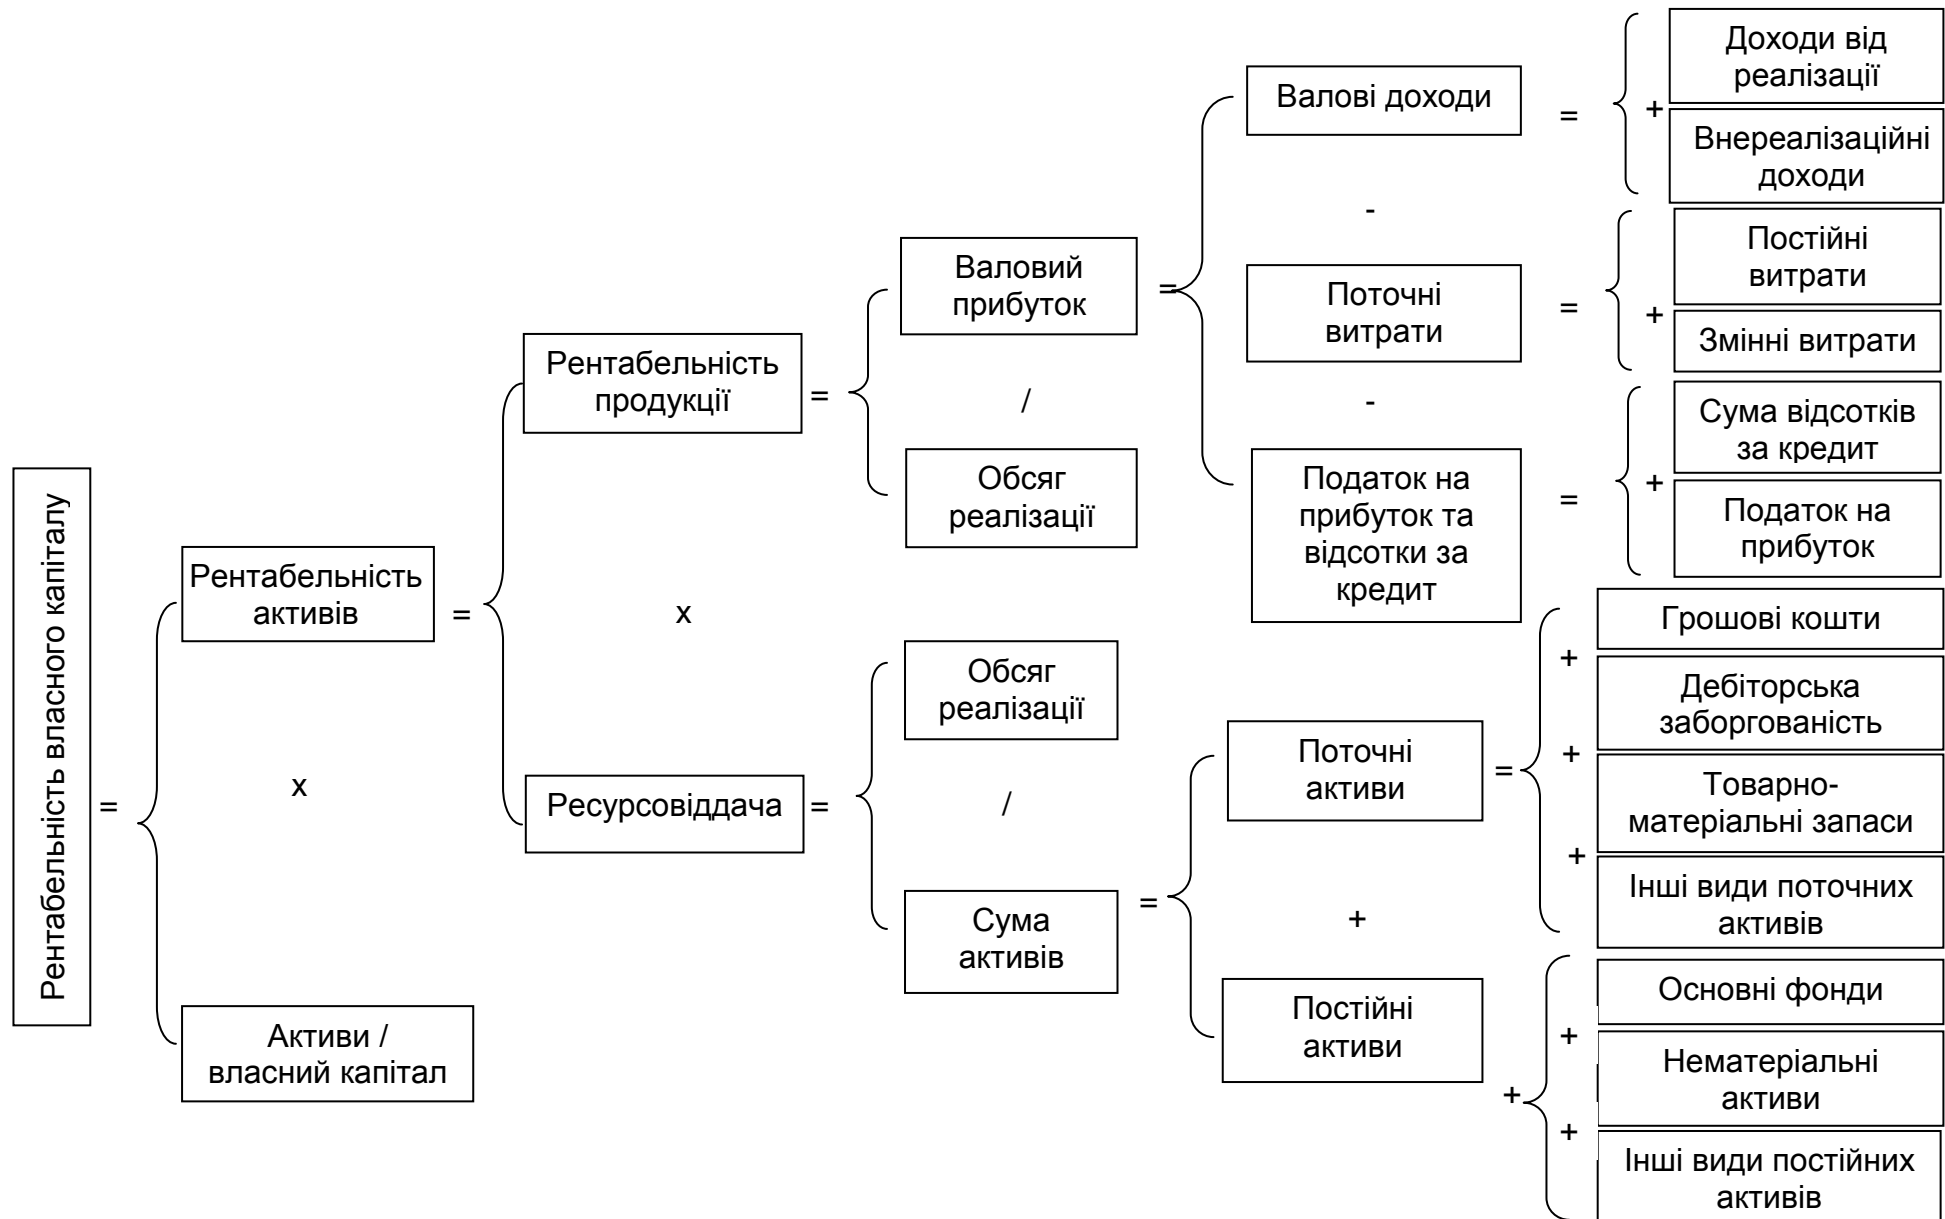 Рентабельність власного капіталу
=
Рентабельність
активів
x
Активи /
власний капітал
=
Рентабельність
продукції
x
Ресурсовіддача
=
Валовий
прибуток
/
Обсяг
реалізації
=
Обсяг
реалізації
/
Сума
активів
=
Валові доходи
-
Поточні
витрати
-
Податок на
прибуток та
відсотки за
кредит
=
Поточні
активи
+
Постійні
активи
=
Доходи від
реалізації
+
Внереалізаційні
доходи
=
Постійні
витрати
+
Змінні витрати
=
Сума відсотків
за кредит
+
Податок на
прибуток
=
Грошові кошти
+
Дебіторська
заборгованість
+
Товарно-
матеріальні запаси
+
Інші види поточних
активів
+
Основні фонди
+
Нематеріальні
активи
+
Інші види постійних
активів